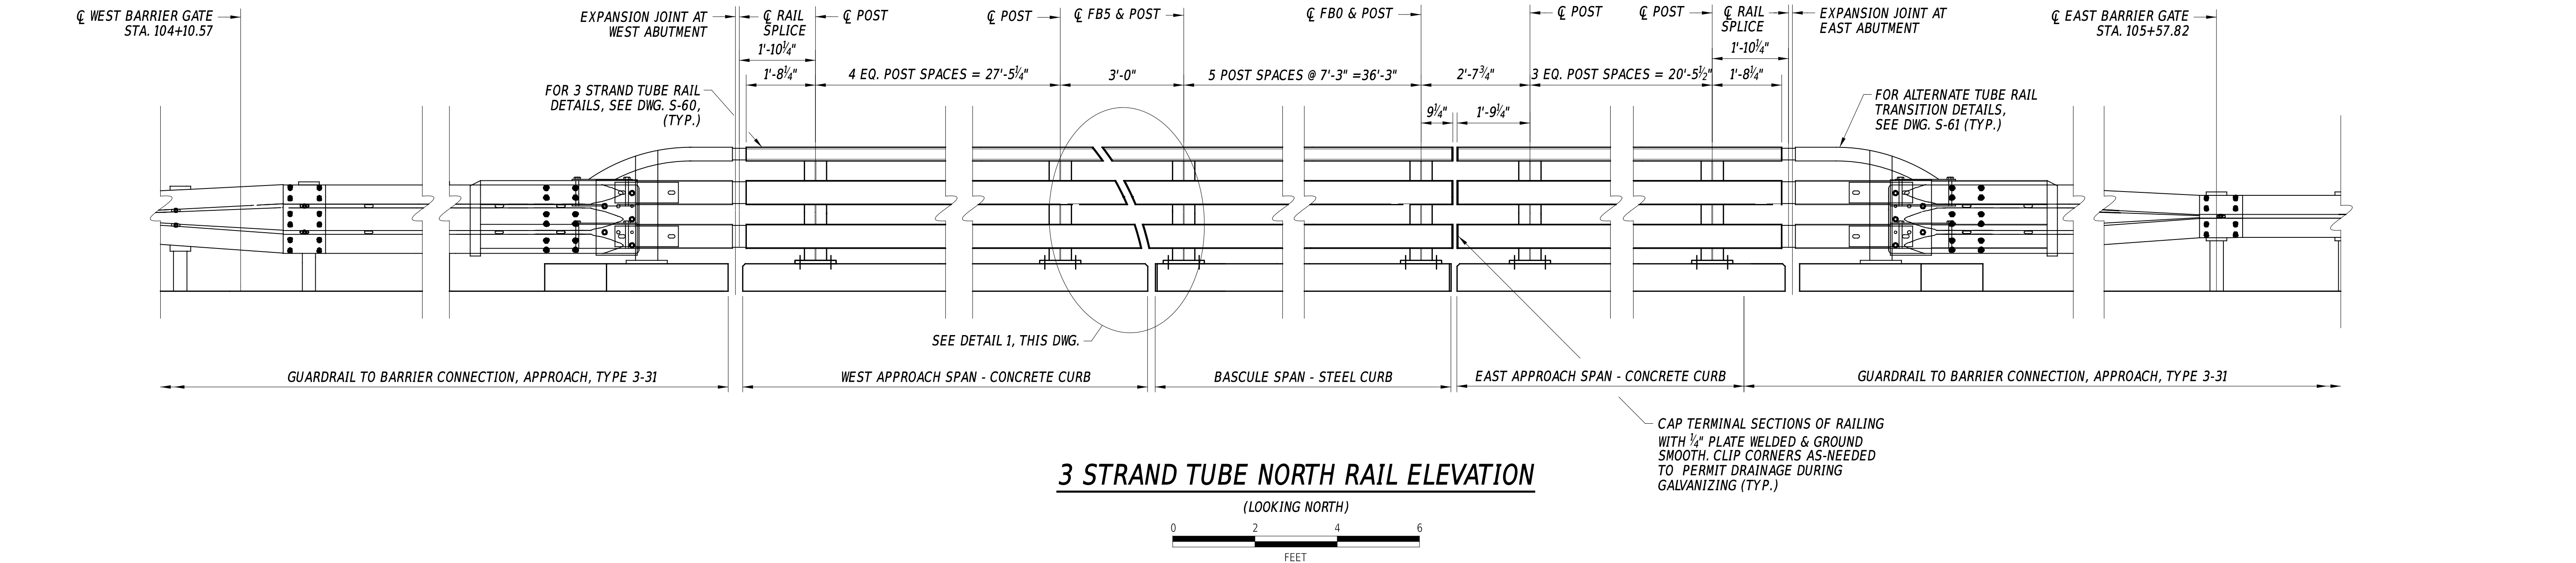 ℄ WEST BARRIER GATE
STA. 104+10.57
EXPANSION JOINT AT
WEST ABUTMENT
℄ RAIL
SPLICE
℄ POST
℄ POST
℄ FB5 & POST
℄ FB0 & POST
℄ POST
℄ POST
℄ RAIL
SPLICE
EXPANSION JOINT AT
EAST ABUTMENT
℄ EAST BARRIER GATE
STA. 105+57.82
1'-10¼"
1'-10¼"
1'-8¼"
4 EQ. POST SPACES = 27'-5¼"
3'-0"
5 POST SPACES @ 7'-3" =36'-3"
2'-7¾"
3 EQ. POST SPACES = 20'-5½"
1'-8¼"
9¼"
1'-9¼"
FOR 3 STRAND TUBE RAIL
DETAILS, SEE DWG. S-60,
(TYP.)
FOR ALTERNATE TUBE RAIL
TRANSITION DETAILS,
SEE DWG. S-61 (TYP.)
SEE DETAIL 1, THIS DWG.
GUARDRAIL TO BARRIER CONNECTION, APPROACH, TYPE 3-31
WEST APPROACH SPAN - CONCRETE CURB
BASCULE SPAN - STEEL CURB
EAST APPROACH SPAN - CONCRETE CURB
GUARDRAIL TO BARRIER CONNECTION, APPROACH, TYPE 3-31
CAP TERMINAL SECTIONS OF RAILING
WITH ¼" PLATE WELDED & GROUND
SMOOTH. CLIP CORNERS AS-NEEDED
TO PERMIT DRAINAGE DURING
GALVANIZING (TYP.)
3 STRAND TUBE NORTH RAIL ELEVATION
(LOOKING NORTH)
0 2 4 6
FEET